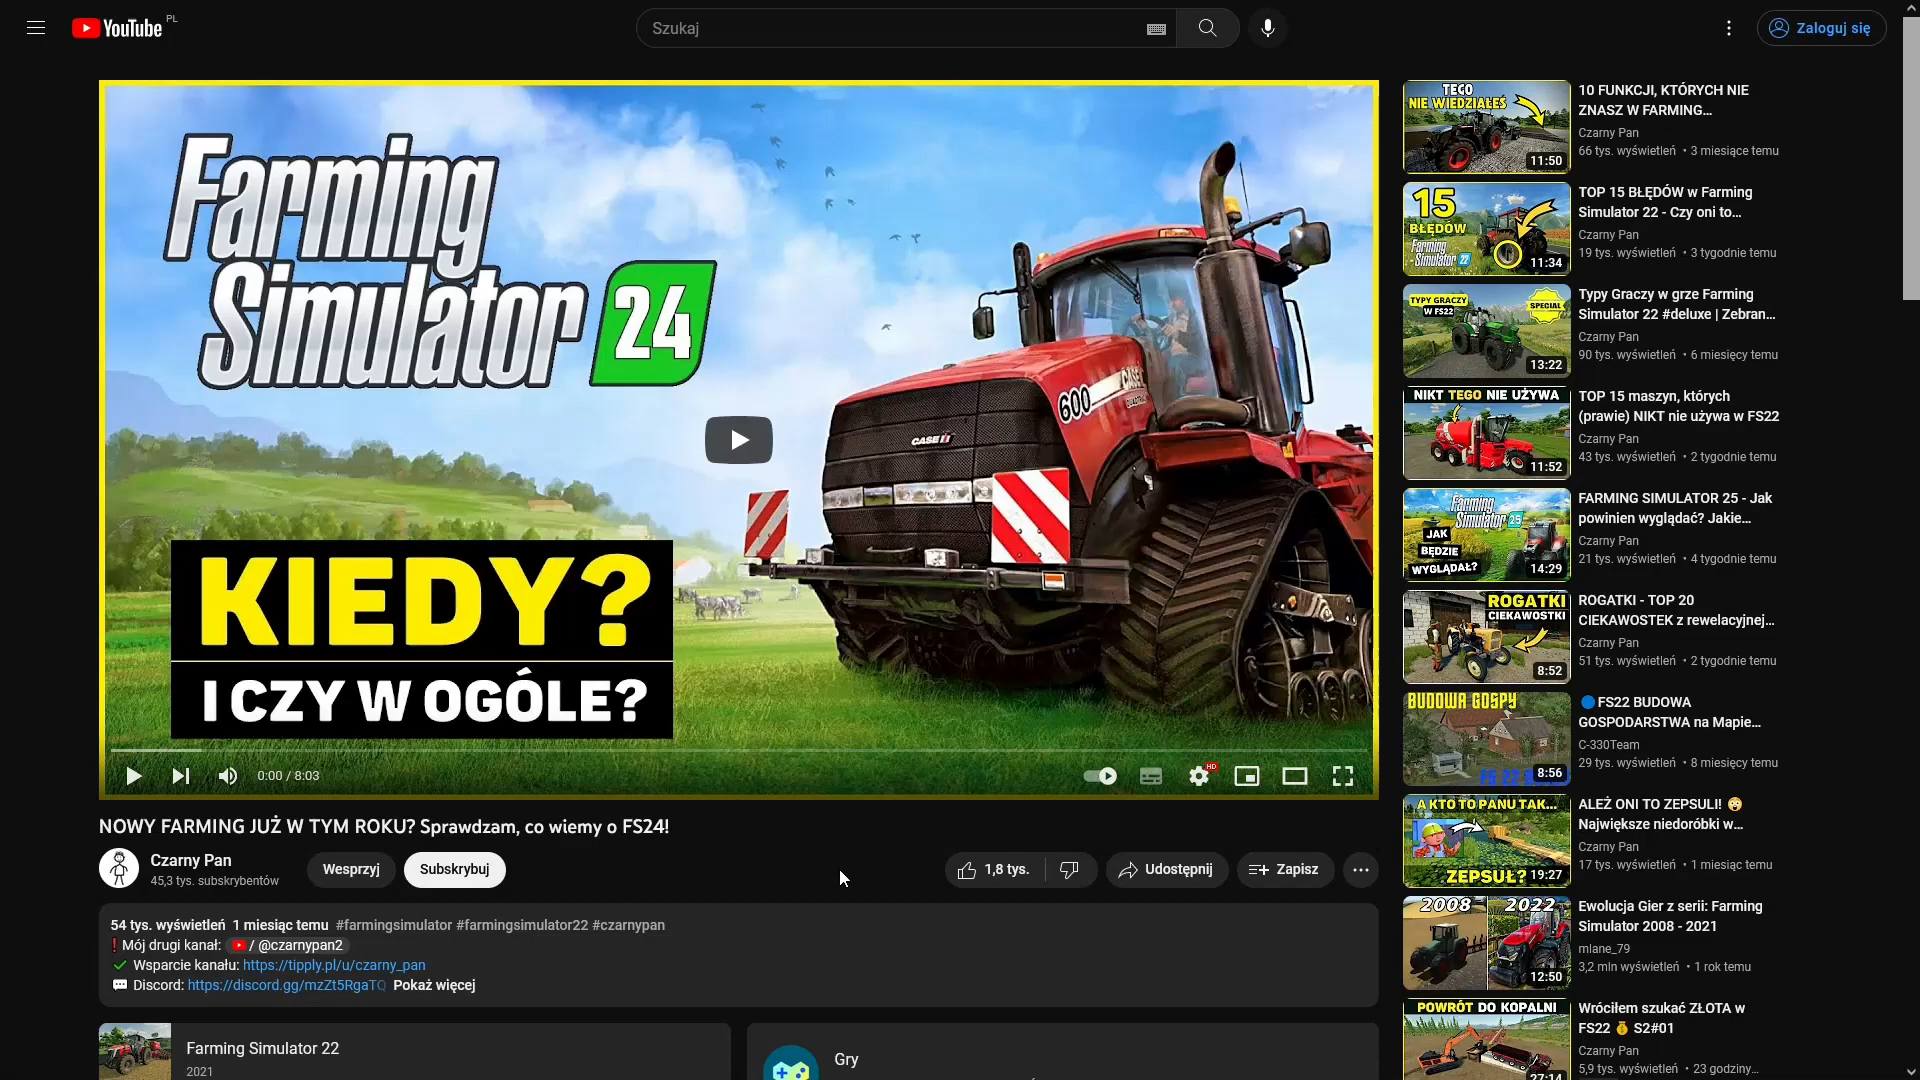 YouTube PL
Szukaj
Zaloguj się
Farming
Simulator 24
600
CASE IH
KIEDY?
I CZY W OGÓLE?
0:00 / 8:03
HD
NOWY FARMING JUŻ W TYM ROKU? Sprawdzam, co wiemy o FS24!
Czarny Pan
45,3 tys. subskrybentów
Wesprzyj
Subskrybuj
1,8 tys.
Udostępnij
Zapisz
54 tys. wyświetleń 1 miesiąc temu #farmingsimulator #farmingsimulator22 #czarnypan
❗Mój drugi kanał: / @czarnypan2
✔ Wsparcie kanału: https://tipply.pl/u/czarny_pan
💬 Discord: https://discord.gg/mzZt5RgaTQ Pokaż więcej
Farming Simulator 22
2021
Gry
TEGO
NIE WIEDZIAŁEŚ
11:50
10 FUNKCJI, KTÓRYCH NIE
ZNASZ W FARMING...
Czarny Pan
66 tys. wyświetleń • 3 miesiące temu
15
BŁĘDÓW
Farming
Simulator 22
11:34
TOP 15 BŁĘDÓW w Farming
Simulator 22 - Czy oni to...
Czarny Pan
19 tys. wyświetleń • 3 tygodnie temu
TYPY GRACZY
W FS22
SPECIAL
13:22
Typy Graczy w grze Farming
Simulator 22 #deluxe | Zebran...
Czarny Pan
90 tys. wyświetleń • 6 miesięcy temu
NIKT TEGO NIE UŻYWA
11:52
TOP 15 maszyn, których
(prawie) NIKT nie używa w FS22
Czarny Pan
43 tys. wyświetleń • 2 tygodnie temu
Farming
Simulator 25
JAK
BĘDZIE
WYGLĄDAŁ?
14:29
FARMING SIMULATOR 25 - Jak
powinien wyglądać? Jakie...
Czarny Pan
21 tys. wyświetleń • 4 tygodnie temu
ROGATKI
CIEKAWOSTKI
8:52
ROGATKI - TOP 20
CIEKAWOSTEK z rewelacyjnej...
Czarny Pan
51 tys. wyświetleń • 2 tygodnie temu
BUDOWA GOSPY
8:56
🔵FS22 BUDOWA
GOSPODARSTWA na Mapie...
C-330Team
29 tys. wyświetleń • 8 miesięcy temu
A KTO TO PANU TAK...
ZEPSUŁ?
19:27
ALEŻ ONI TO ZEPSULI! 🤪
Największe niedoróbki w...
Czarny Pan
17 tys. wyświetleń • 1 miesiąc temu
2008 2022
12:50
Ewolucja Gier z serii: Farming
Simulator 2008 - 2021
mlane_79
3,2 mln wyświetleń • 1 rok temu
POWRÓT DO KOPALNI
27:14
Wróciłem szukać ZŁOTA w
FS22 💰 S2#01
Czarny Pan
5,9 tys. wyświetleń • 23 godziny...